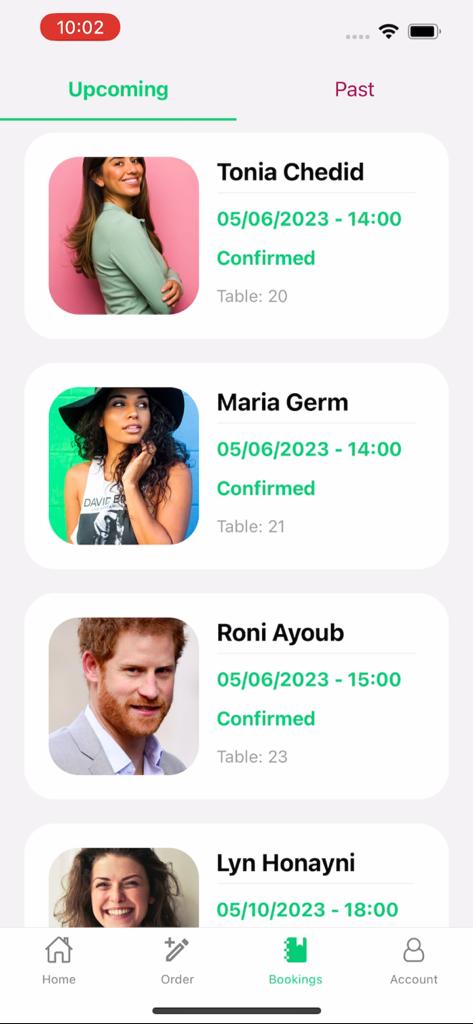 10:02
Upcoming
Past
Tonia Chedid
05/06/2023 - 14:00
Confirmed
Table: 20
Maria Germ
05/06/2023 - 14:00
Confirmed
DAVID BO
Table: 21
Roni Ayoub
05/06/2023 - 15:00
Confirmed
Table: 23
Lyn Honayni
05/10/2023 - 18:00
Home
Order
Bookings
Account